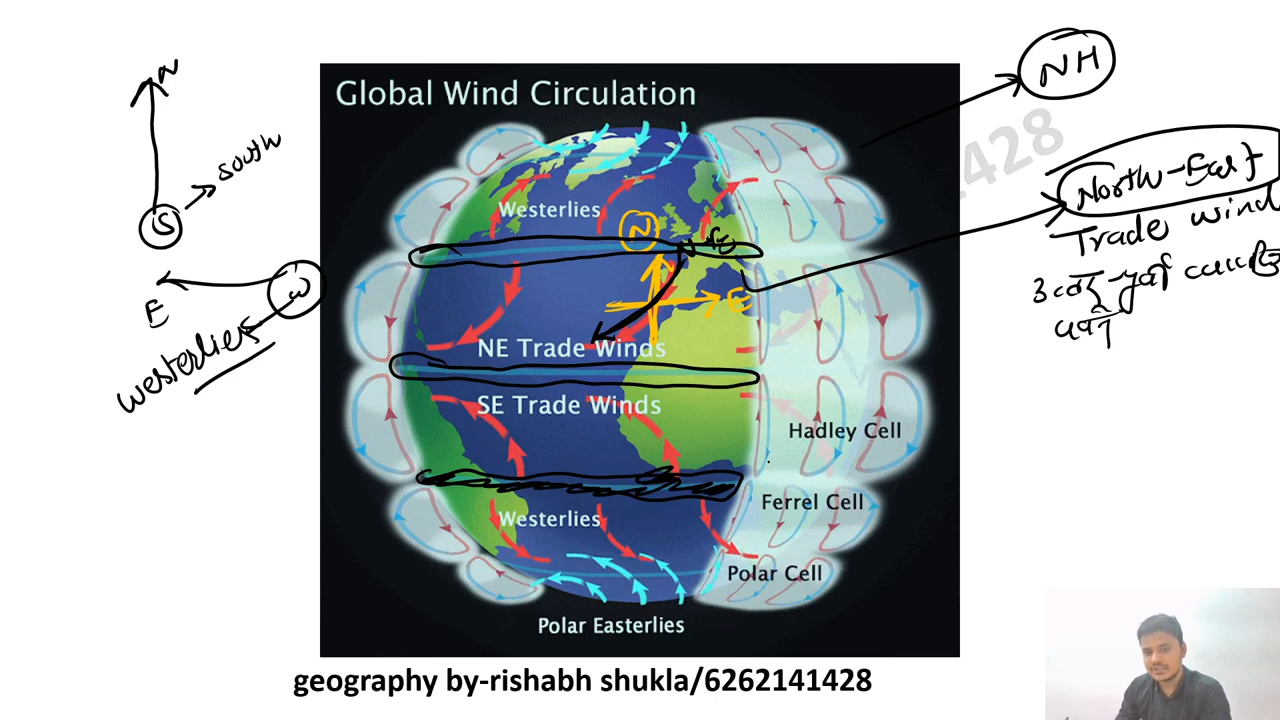 NH
Global Wind Circulation
N
1428
south
S
North-East
Westerlies
N
Trade wind
W
E
E
westerlies
NE Trade Winds
SE Trade Winds
Hadley Cell
Ferrel Cell
Westerlies
Polar Cell
Polar Easterlies
geography by-rishabh shukla/6262141428